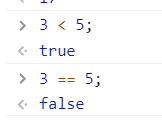 > 3 < 5;
<· true
> 3 == 5;
<· false